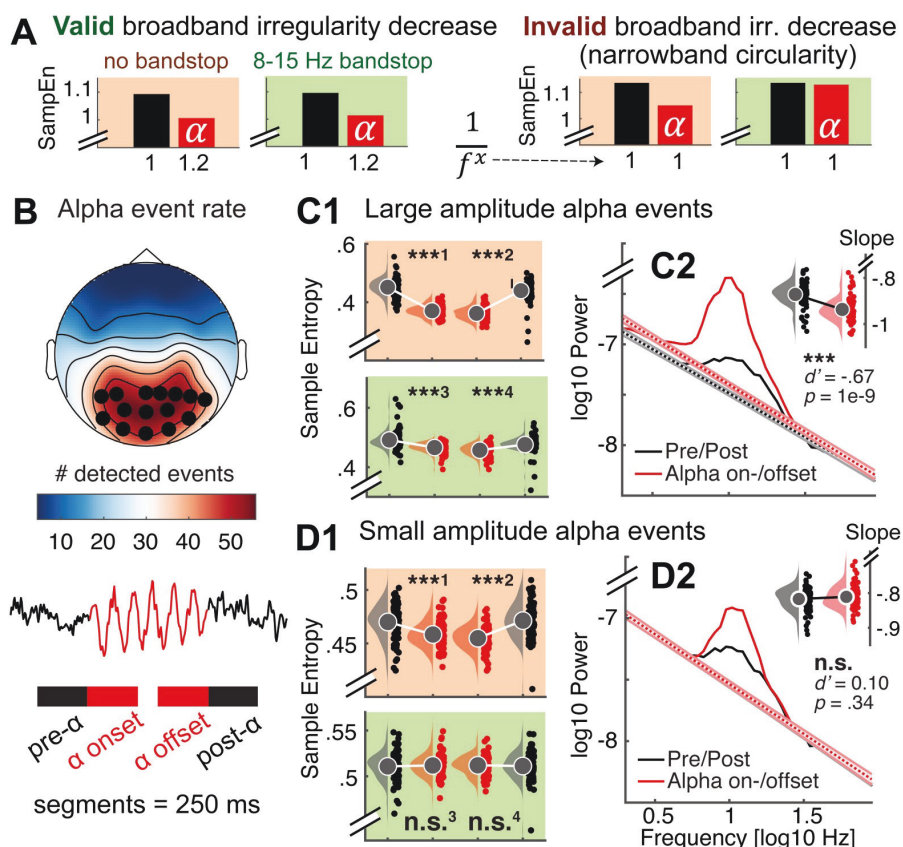 A Valid broadband irregularity decrease
Invalid broadband irr. decrease
(narrowband circularity)
no bandstop
8-15 Hz bandstop
SampEn
1.1
1
α
1 1.2
α
1 1.2
1
f^x
1.1
1
α
1 1
α
1 1
B Alpha event rate
# detected events
10 20 30 40 50
pre-α
α onset
α offset
post-α
segments = 250 ms
C1 Large amplitude alpha events
Sample Entropy
.6
.4
***1 ***2
.6
.4
***3 ***4
C2
log10 Power
-7
-8
Slope
-.8
-1
***
d' = -.67
p = 1e-9
Pre/Post
Alpha on-/offset
D1 Small amplitude alpha events
Sample Entropy
.5
.45
***1 ***2
.55
.5
n.s.3 n.s.4
D2
log10 Power
-7
-8
Slope
-.8
-.9
n.s.
d' = 0.10
p = .34
Pre/Post
Alpha on-/offset
0.5 1 1.5
Frequency [log10 Hz]